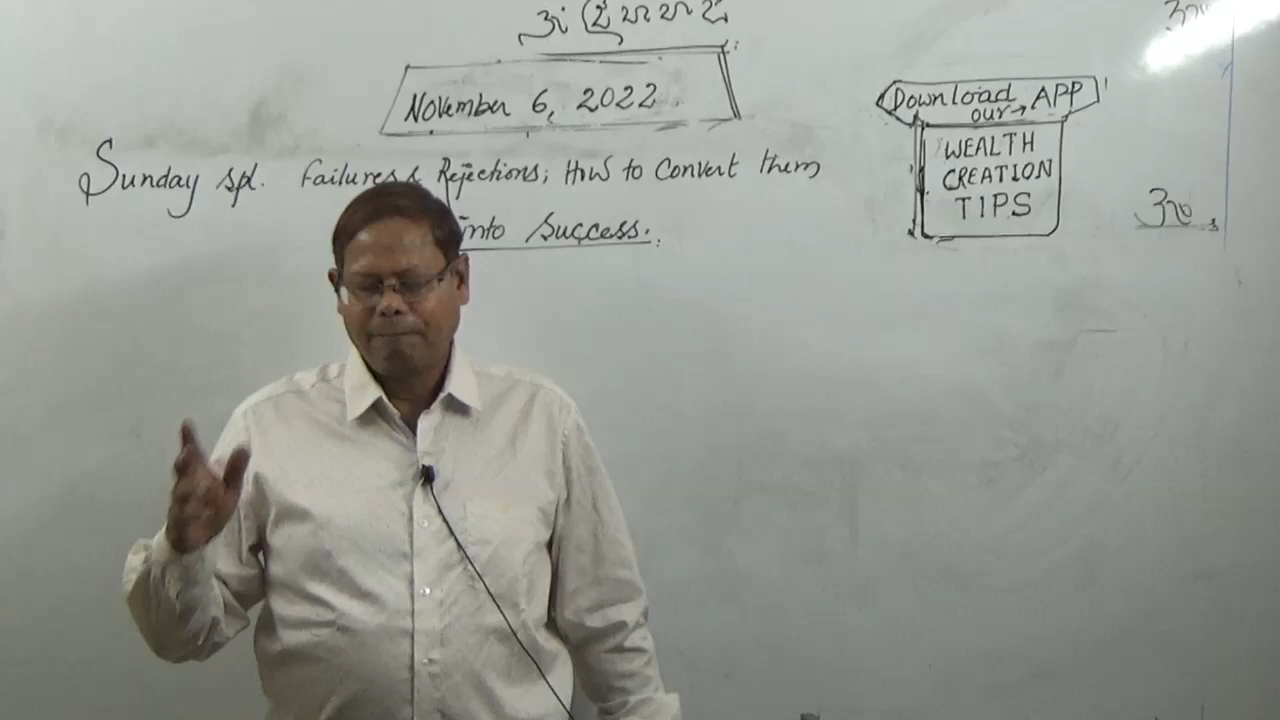 November 6, 2022
Sunday spl. Failures & Rejections; How to Convert them
into Success.
Download
our → APP
WEALTH
CREATION
TIPS